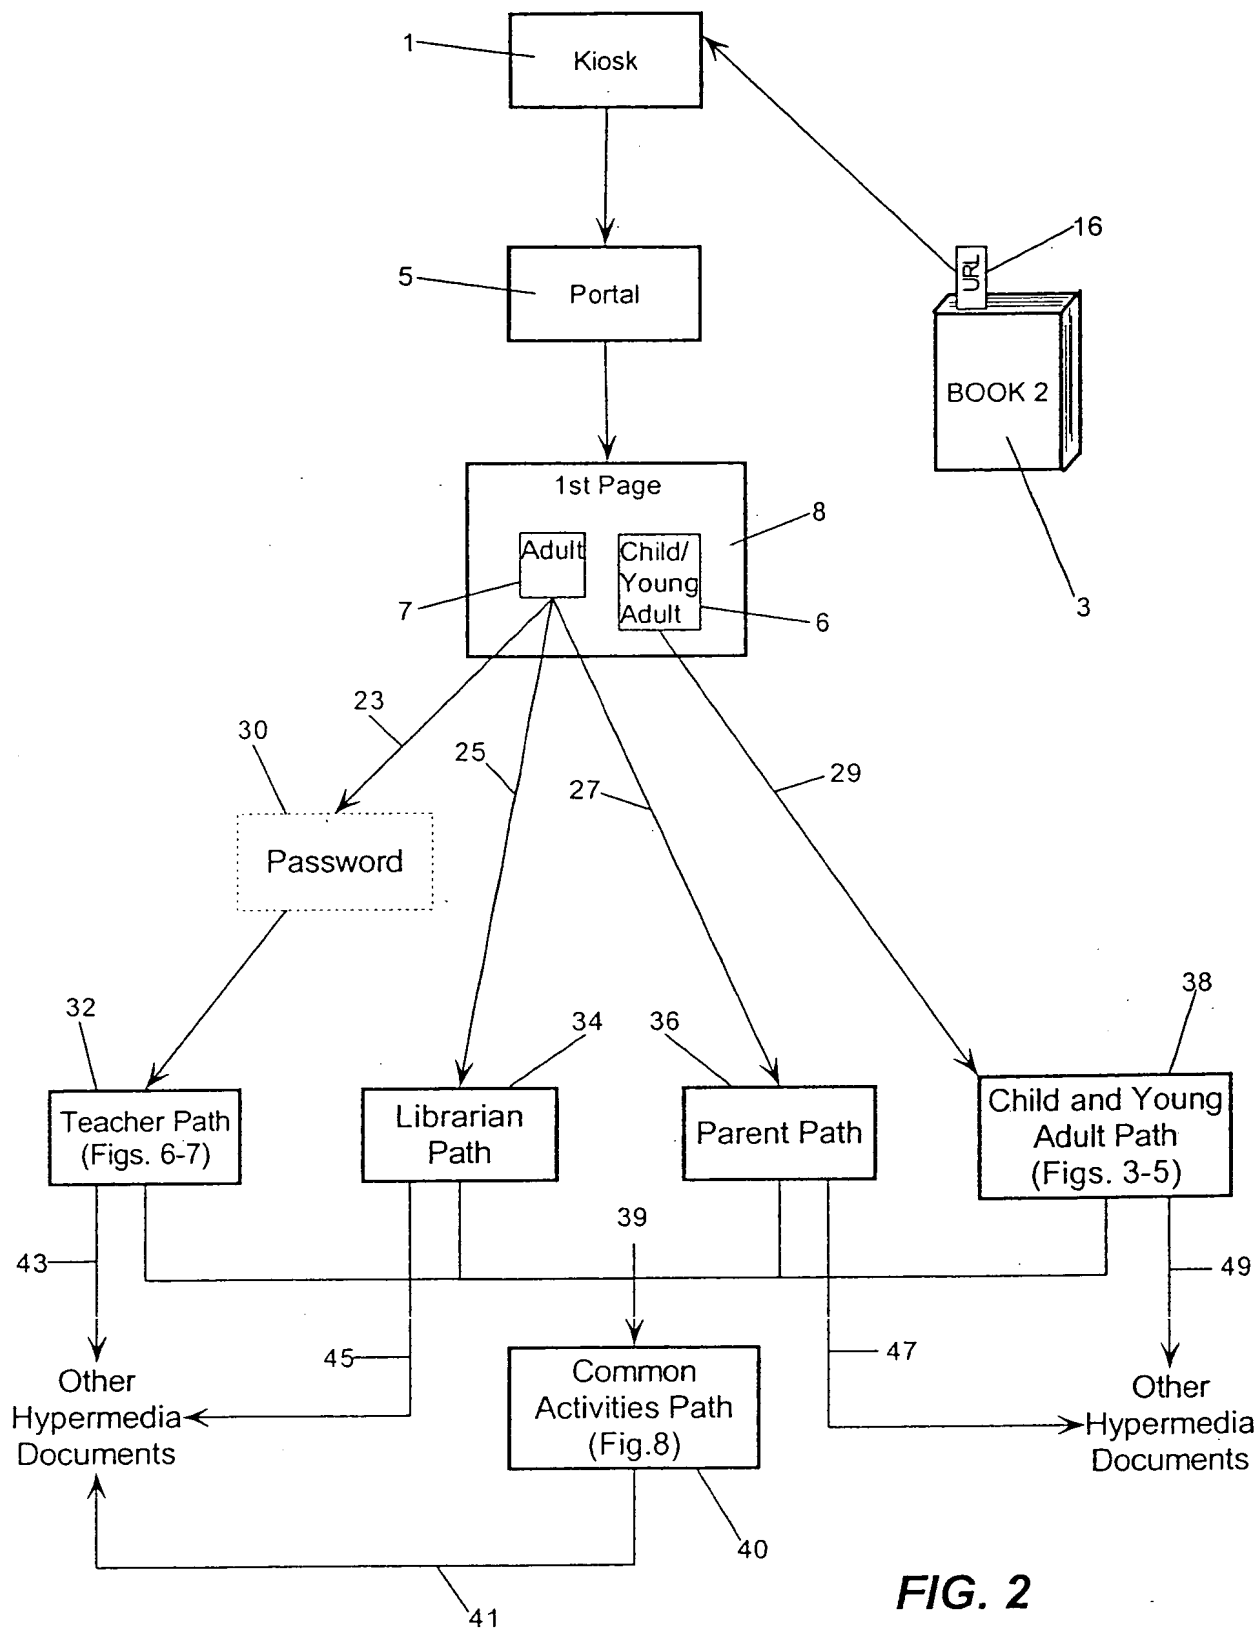 1
Kiosk
16
URL
5
Portal
BOOK 2
3
1st Page
8
Adult
Child/
Young
Adult
7
6
23
30
25
27
29
Password
32
34
36
38
Teacher Path
(Figs. 6-7)
Librarian
Path
Parent Path
Child and Young
Adult Path
(Figs. 3-5)
39
43
49
45
47
Other
Hypermedia
Documents
Common
Activities Path
(Fig.8)
Other
Hypermedia
Documents
40
41
FIG. 2